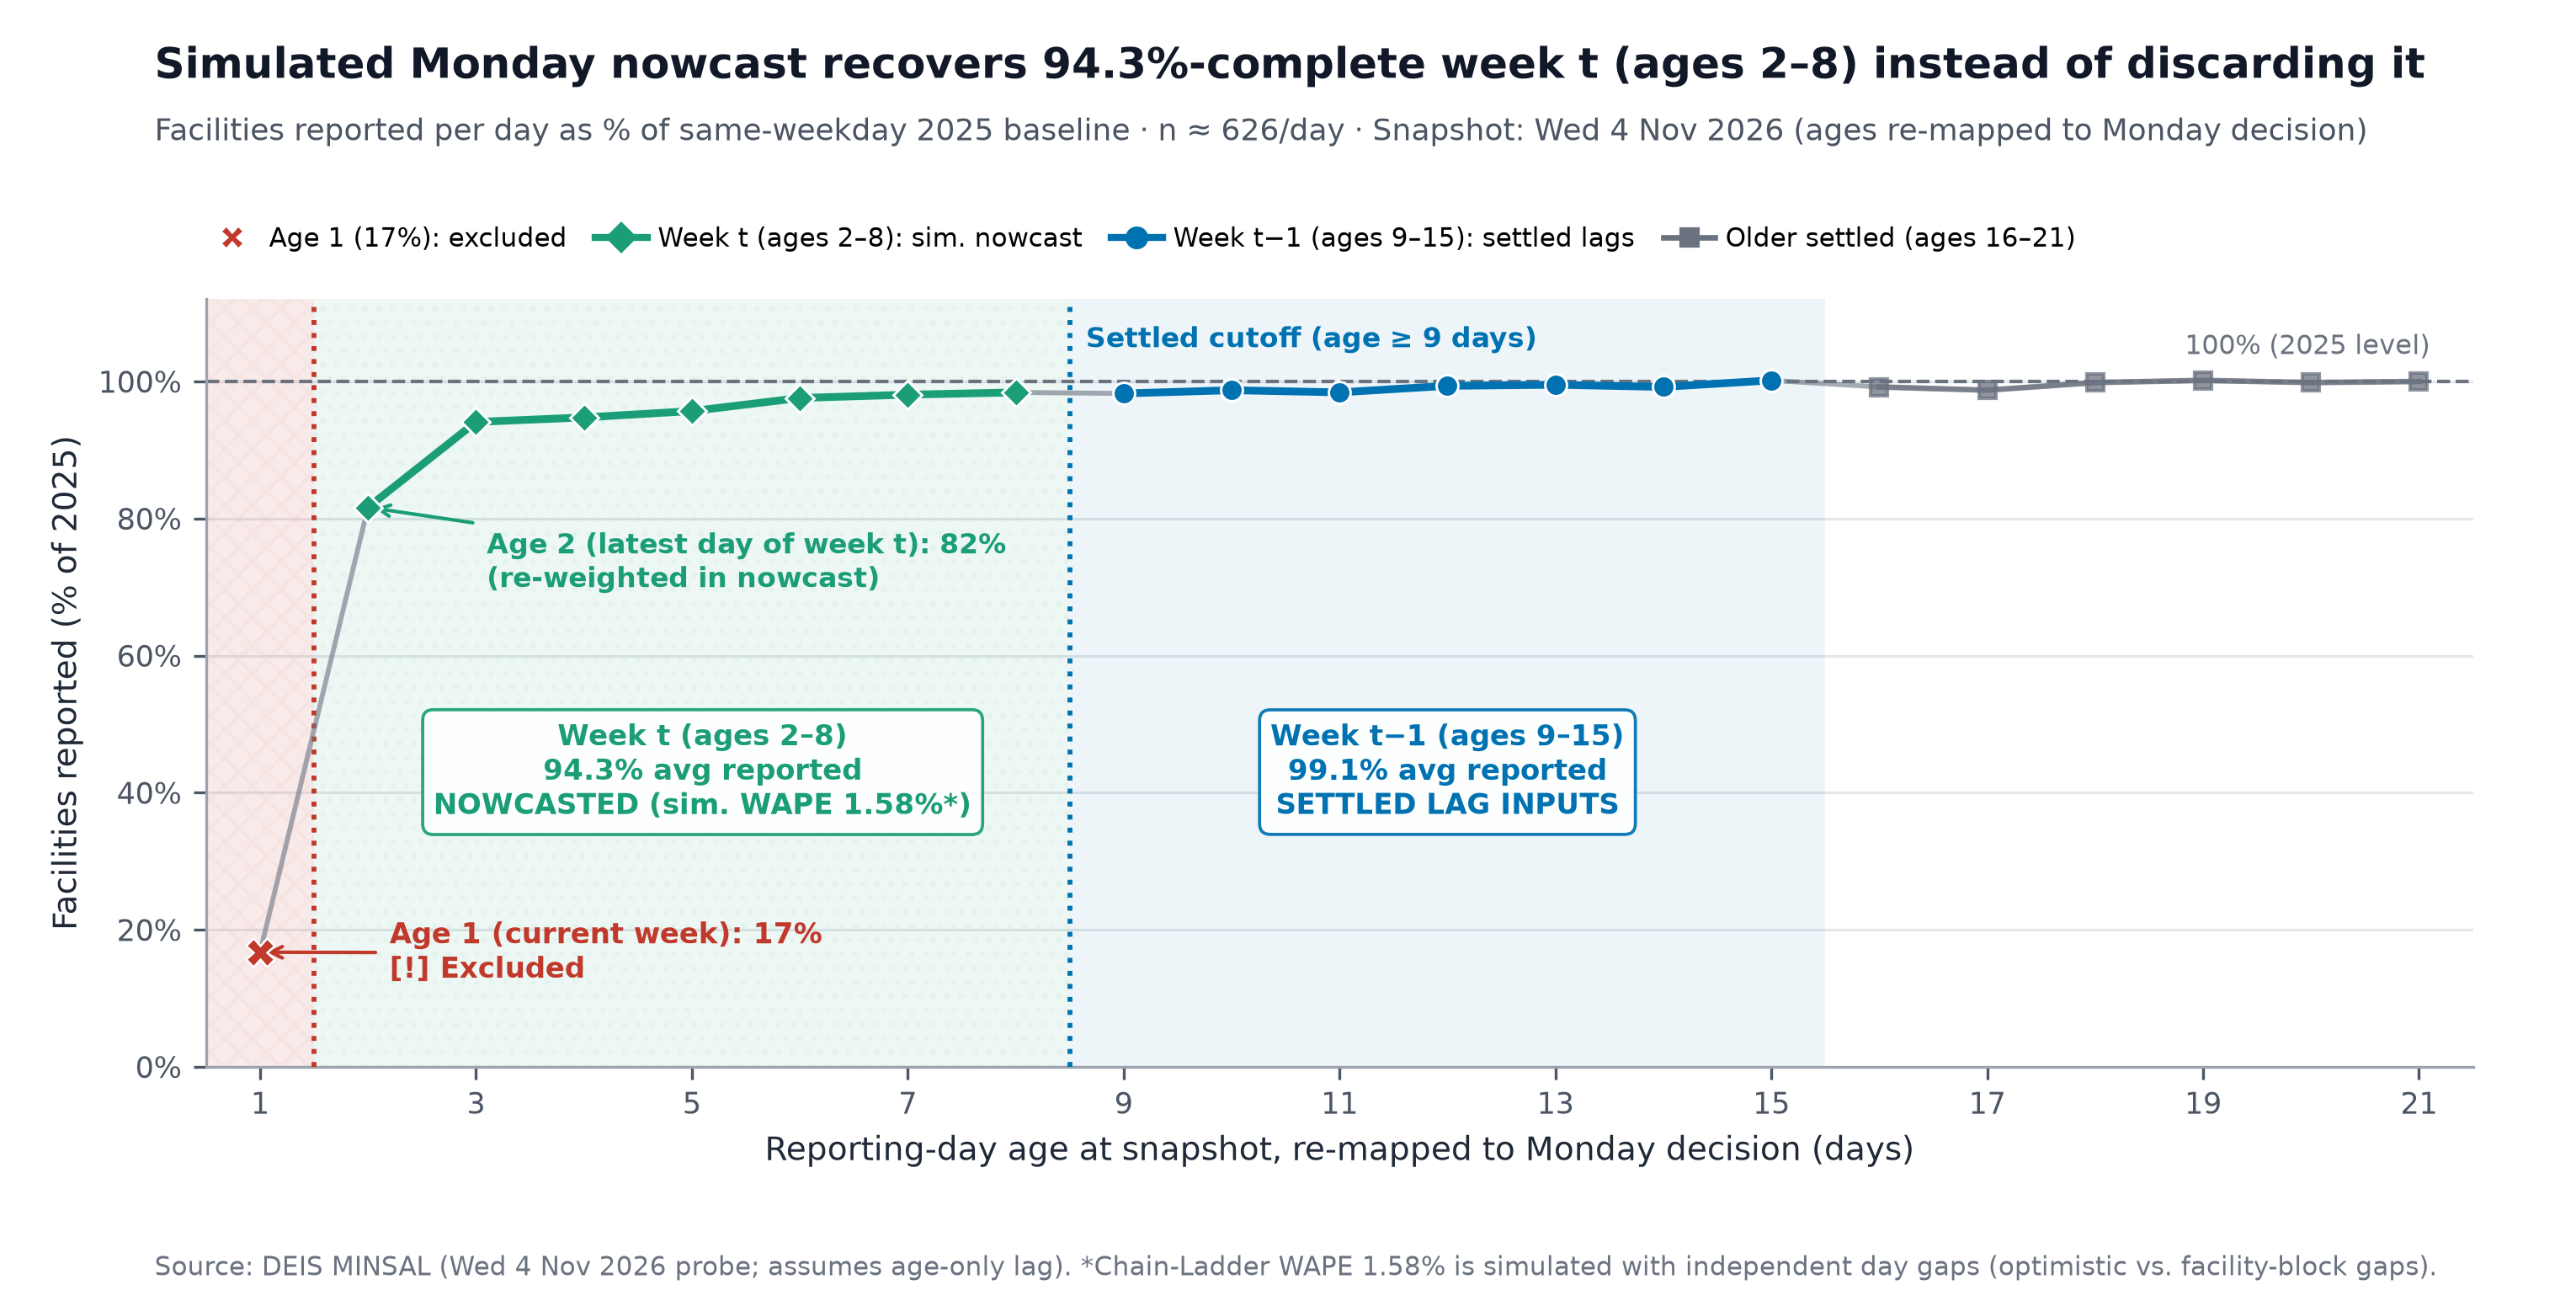 Simulated Monday nowcast recovers 94.3%-complete week t (ages 2–8) instead of discarding it
Facilities reported per day as % of same-weekday 2025 baseline · n ≈ 626/day · Snapshot: Wed 4 Nov 2026 (ages re-mapped to Monday decision)
Age 1 (17%): excluded
Week t (ages 2–8): sim. nowcast
Week t−1 (ages 9–15): settled lags
Older settled (ages 16–21)
Settled cutoff (age ≥ 9 days)
100% (2025 level)
Facilities reported (% of 2025)
100%
80%
60%
40%
20%
0%
Age 2 (latest day of week t): 82%
(re-weighted in nowcast)
Week t (ages 2–8)
94.3% avg reported
NOWCASTED (sim. WAPE 1.58%*)
Week t−1 (ages 9–15)
99.1% avg reported
SETTLED LAG INPUTS
Age 1 (current week): 17%
[!] Excluded
1 3 5 7 9 11 13 15 17 19 21
Reporting-day age at snapshot, re-mapped to Monday decision (days)
Source: DEIS MINSAL (Wed 4 Nov 2026 probe; assumes age-only lag). *Chain-Ladder WAPE 1.58% is simulated with independent day gaps (optimistic vs. facility-block gaps).